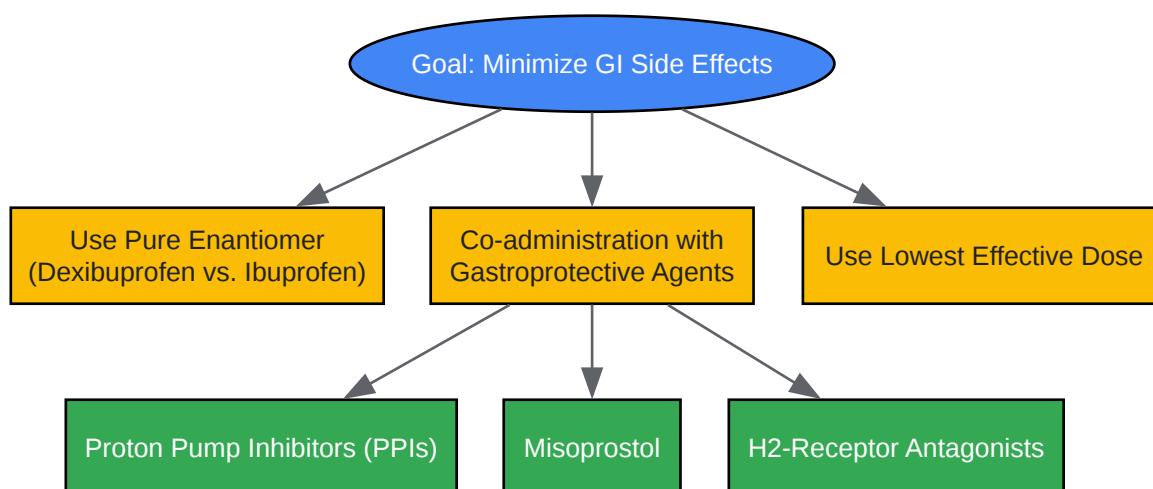 Goal: Minimize GI Side Effects
Use Pure Enantiomer
(Dexibuprofen vs. Ibuprofen)
Co-administration with
Gastroprotective Agents
Use Lowest Effective Dose
Proton Pump Inhibitors (PPIs)
Misoprostol
H2-Receptor Antagonists